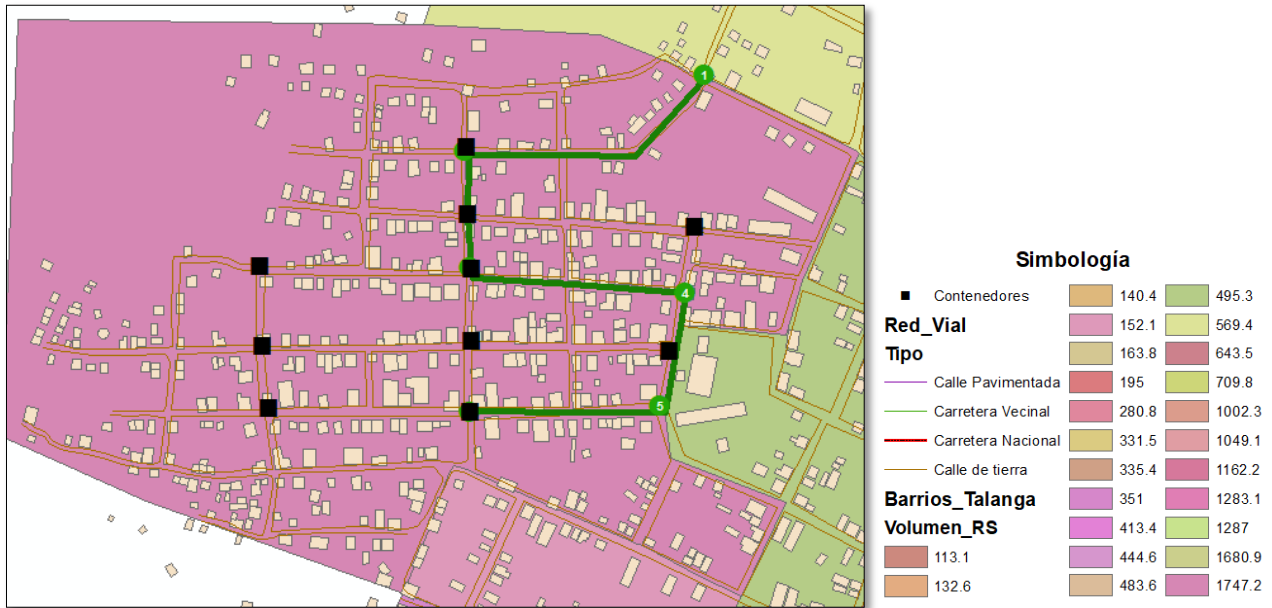 1
4
5
Simbología
Contenedores
Red_Vial
Tipo
Calle Pavimentada
Carretera Vecinal
Carretera Nacional
Calle de tierra
Barrios_Talanga
Volumen_RS
113.1
132.6
140.4
152.1
163.8
195
280.8
331.5
335.4
351
413.4
444.6
483.6
495.3
569.4
643.5
709.8
1002.3
1049.1
1162.2
1283.1
1287
1680.9
1747.2